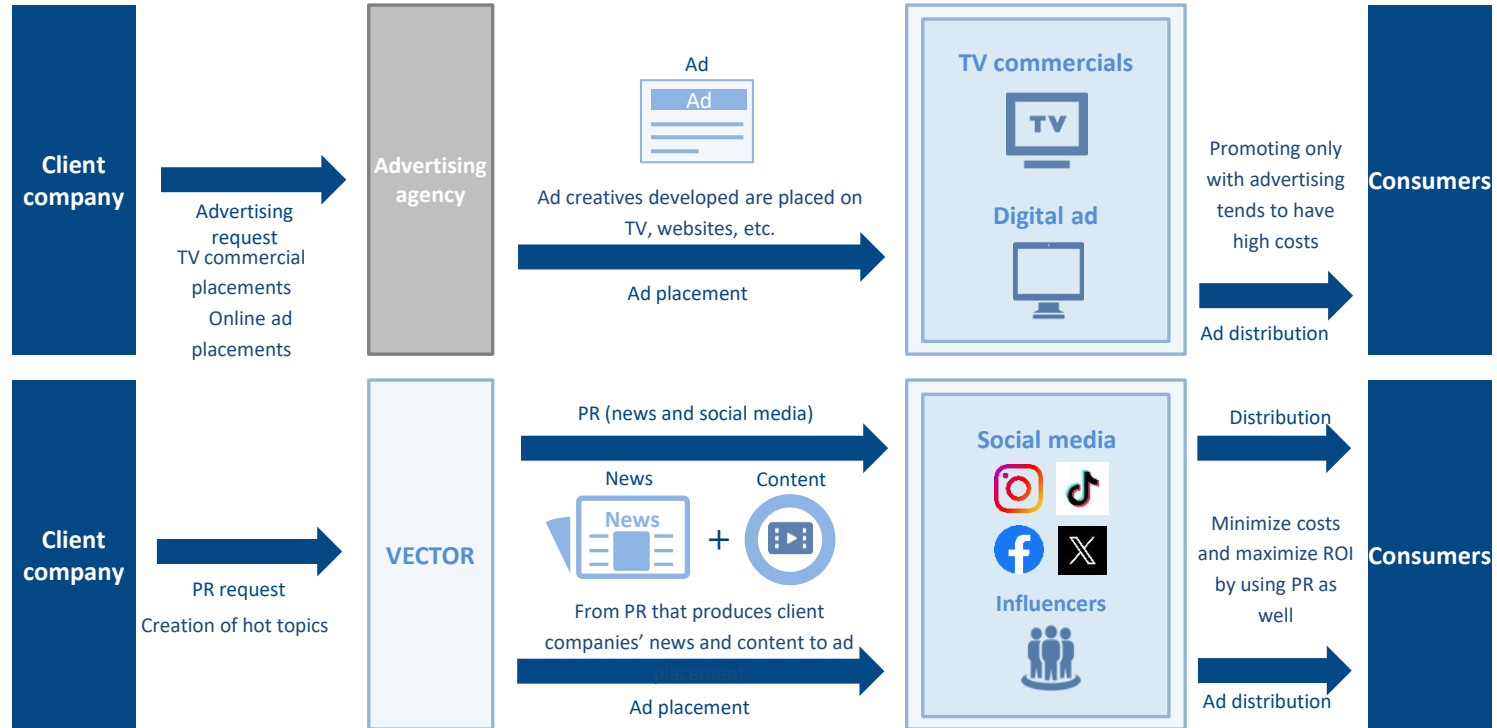 Client
company
Advertising
request
TV commercial
placements
Online ad
placements
Advertising
agency
Ad
Ad
Ad creatives developed are placed on
TV, websites, etc.
Ad placement
TV commercials
TV
Digital ad
Promoting only
with advertising
tends to have
high costs
Ad distribution
Consumers
Client
company
PR request
Creation of hot topics
VECTOR
PR (news and social media)
News
News
+
Content
From PR that produces client
companies’ news and content to ad
placement
Ad placement
Social media
Influencers
Distribution
Minimize costs
and maximize ROI
by using PR as
well
Ad distribution
Consumers